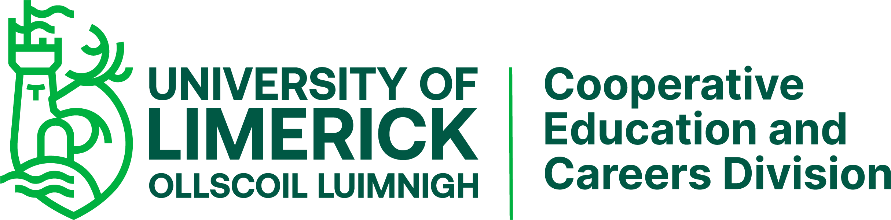 UNIVERSITY OF
LIMERICK
OLLSCOIL LUIMNIGH
Cooperative
Education and
Careers Division